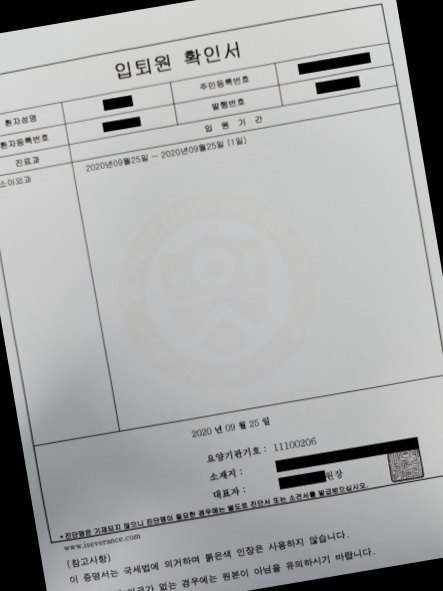 입퇴원 확인서
환자성명
주민등록번호
환자등록번호
발행번호
진료과
입 원 기 간
소아외과
2020년09월25일 ~ 2020년09월25일 (1일)
2020 년 09 월 25 일
요양기관기호 : 11100206
소재지 :
대표자 : 원장
* 진단명은 기재되지 않으니 진단명이 필요한 경우에는 별도로 진단서 또는 소견서를 발급받으십시오.
www.iseverance.com
(참고사항)
이 증명서는 국세법에 의거하며 붉은색 인장은 사용하지 않습니다.
없는 경우에는 원본이 아님을 유의하시기 바랍니다.